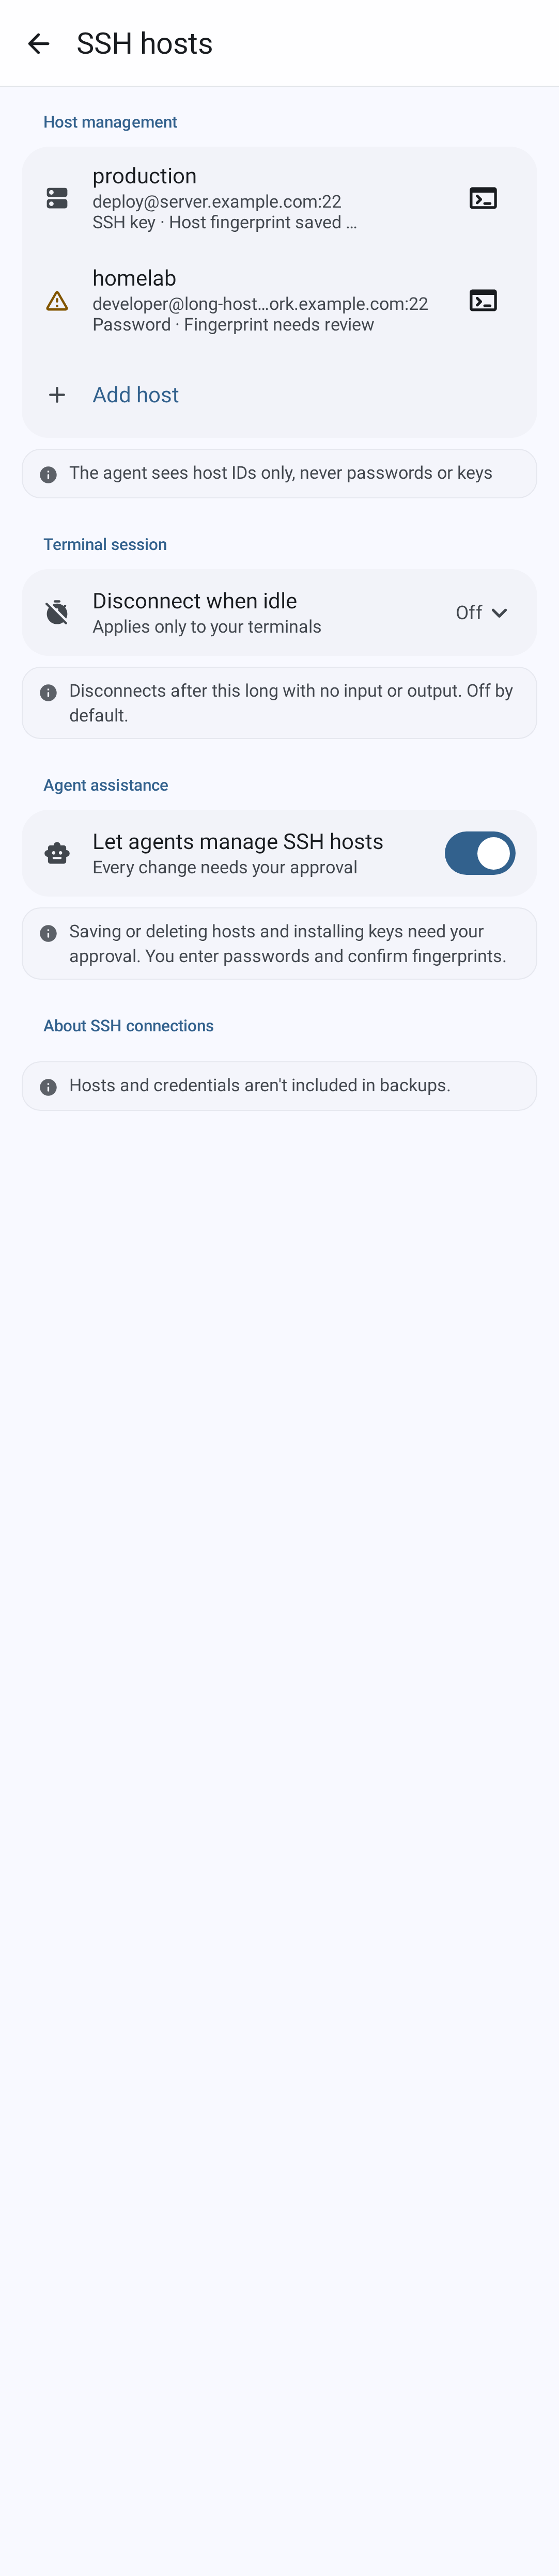 SSH hosts
Host management
production
deploy@server.example.com:22
SSH key · Host fingerprint saved ...
homelab
developer@long-host...ork.example.com:22
Password · Fingerprint needs review
Add host
The agent sees host IDs only, never passwords or keys
Terminal session
Disconnect when idle
Applies only to your terminals
Off
Disconnects after this long with no input or output. Off by
default.
Agent assistance
Let agents manage SSH hosts
Every change needs your approval
Saving or deleting hosts and installing keys need your
approval. You enter passwords and confirm fingerprints.
About SSH connections
Hosts and credentials aren't included in backups.